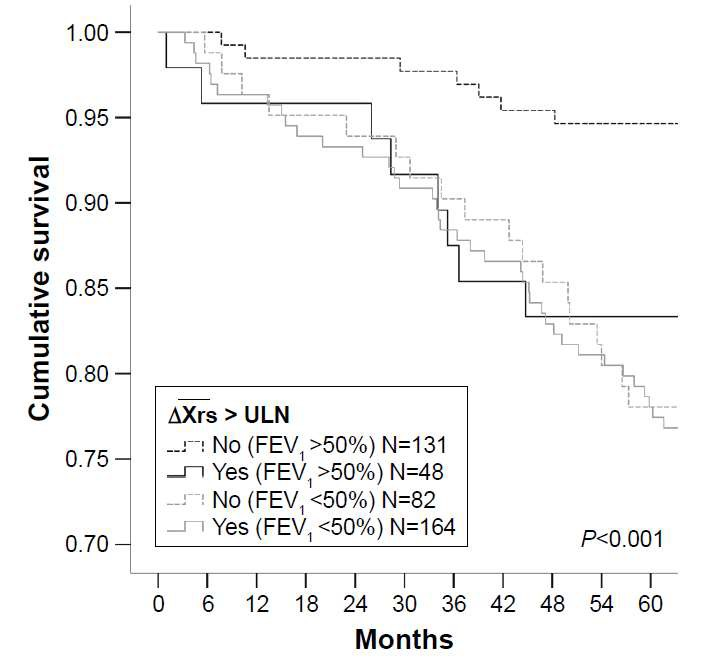 Cumulative survival
1.00
0.95
0.90
0.85
0.80
0.75
0.70
ΔX̅r̅s̅ > ULN
No (FEV₁ >50%) N=131
Yes (FEV₁ >50%) N=48
No (FEV₁ <50%) N=82
Yes (FEV₁ <50%) N=164
P<0.001
0 6 12 18 24 30 36 42 48 54 60
Months